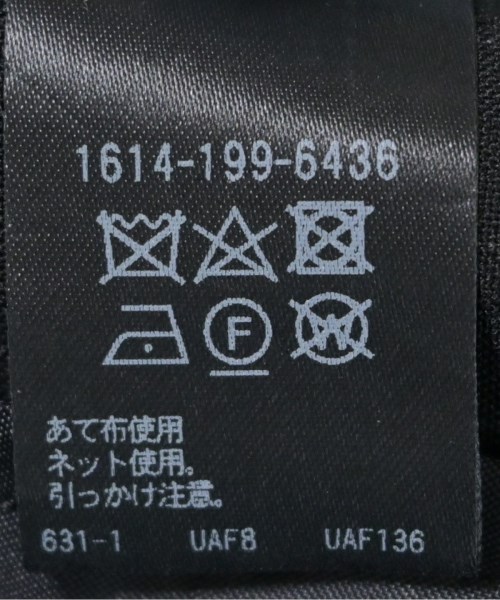 1614-199-6436
F W
あて布使用
ネット使用。
引っかけ注意。
631-1 UAF8 UAF136